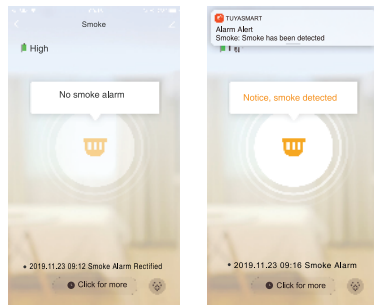 Smoke
High
No smoke alarm
• 2019.11.23 09:12 Smoke Alarm Rectified
Click for more
TUYASMART
Alarm Alert
Smoke: Smoke has been detected
Notice, smoke detected
• 2019.11.23 09:16 Smoke Alarm
Click for more